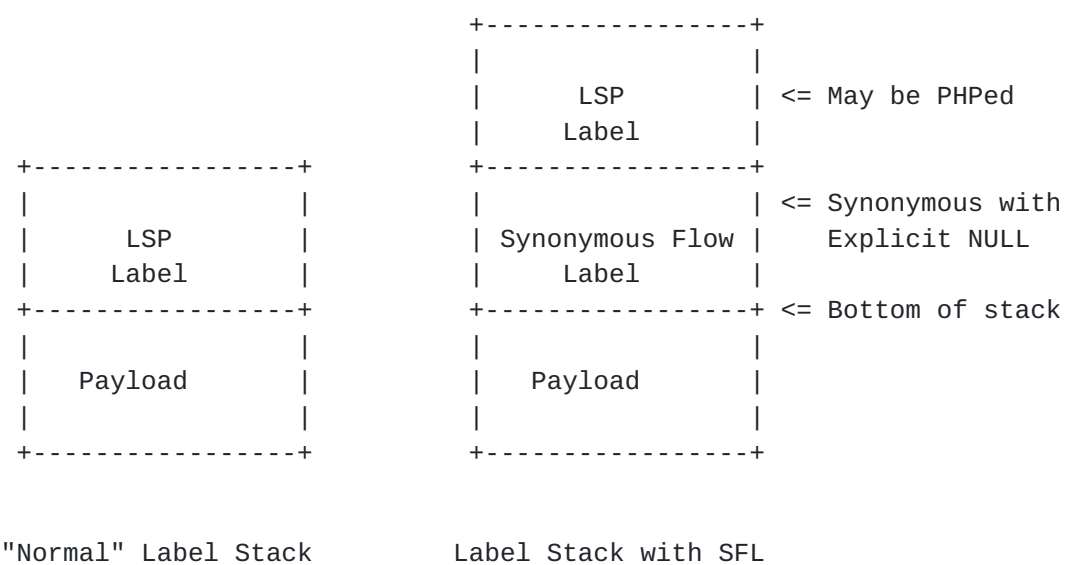 +-----------------+
                              |                 |
                              |      LSP        | <= May be PHPed
                              |     Label       |
 +-----------------+          +-----------------+
 |                 |          |                 | <= Synonymous with
 |      LSP        |          | Synonymous Flow |    Explicit NULL
 |     Label       |          |     Label       |
 +-----------------+          +-----------------+ <= Bottom of stack
 |                 |          |                 |
 |   Payload       |          |   Payload       |
 |                 |          |                 |
 +-----------------+          +-----------------+
"Normal" Label Stack         Label Stack with SFL